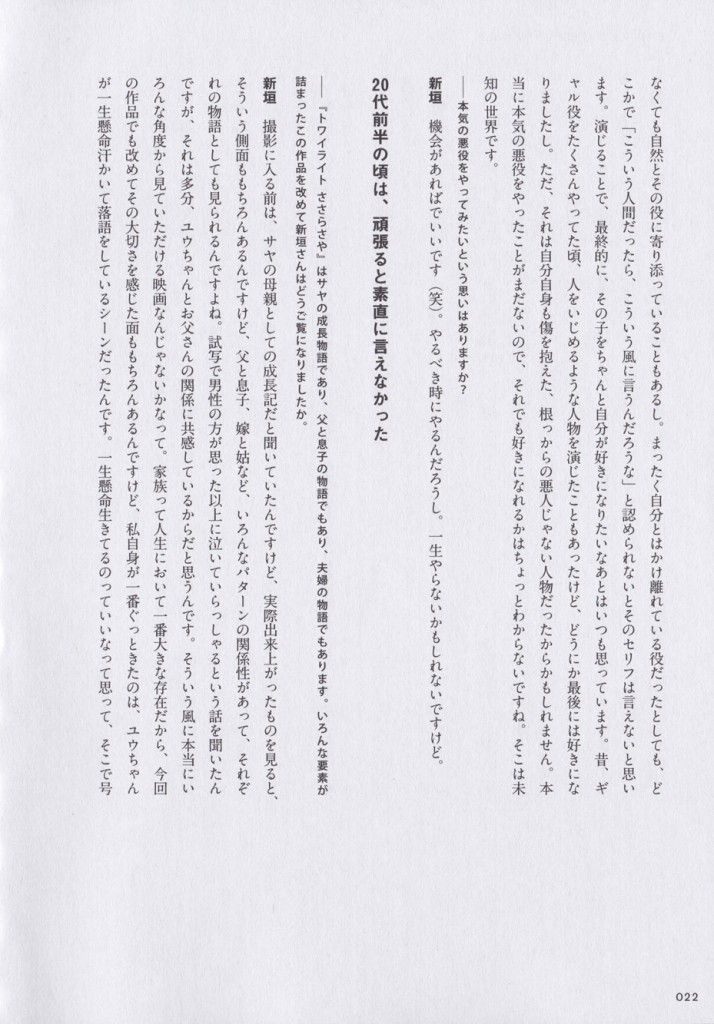 なくても自然とその役に寄り添っていることもあるし。まったく自分とはかけ離れている役だったとしても、ど
こかで「こういう人間だったら、こういう風に言うんだろうな」と認められないとそのセリフは言えないと思い
ます。演じることで、最終的に、その子をちゃんと自分が好きになりたいなあとはいつも思っています。昔、ギ
ャル役をたくさんやってた頃、人をいじめるような人物を演じたこともあったけど、どうにか最後には好きにな
りましたし。ただ、それは自分自身も傷を抱えた、根っからの悪人じゃない人物だったからかもしれません。本
当に本気の悪役をやったことがまだないので、それでも好きになれるかはちょっとわからないですね。そこは未
知の世界です。
── 本気の悪役をやってみたいという思いはありますか？
新垣　機会があればでいいです（笑）。やるべき時にやるんだろうし。一生やらないかもしれないですけど。
20代前半の頃は、頑張ると素直に言えなかった
── 『トワイライト ささらさや』はサヤの成長物語であり、父と息子の物語でもあり、夫婦の物語でもあります。いろんな要素が
詰まったこの作品を改めて新垣さんはどうご覧になりましたか。
新垣　撮影に入る前は、サヤの母親としての成長記だと聞いていたんですけど、実際出来上がったものを見ると、
そういう側面ももちろんあるんですけど、父と息子、嫁と姑など、いろんなパターンの関係性があって、それぞ
れの物語としても見られるんですよね。試写で男性の方が思った以上に泣いていらっしゃるという話を聞いたん
ですが、それは多分、ユウちゃんとお父さんの関係に共感しているからだと思うんです。そういう風に本当にい
ろんな角度から見ていただける映画なんじゃないかなって。家族って人生において一番大きな存在だから、今回
の作品でも改めてその大切さを感じた面ももちろんあるんですけど、私自身が一番ぐっときたのは、ユウちゃん
が一生懸命汗かいて落語をしているシーンだったんです。一生懸命生きてるのっていいなって思って、そこで号
022